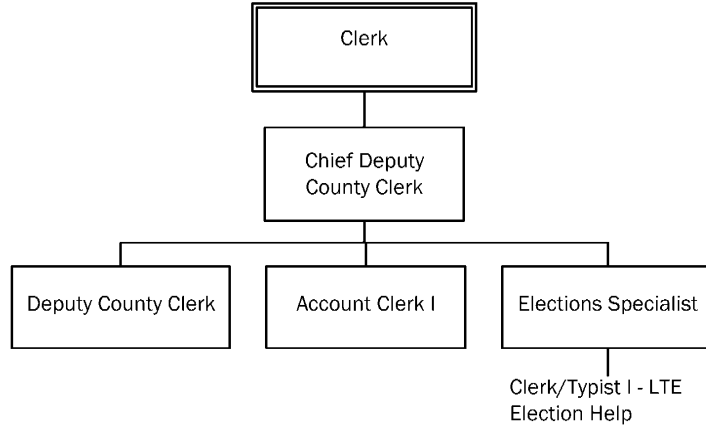 Clerk
Chief Deputy
County Clerk
Deputy County Clerk
Account Clerk I
Elections Specialist
Clerk/Typist I - LTE
Election Help